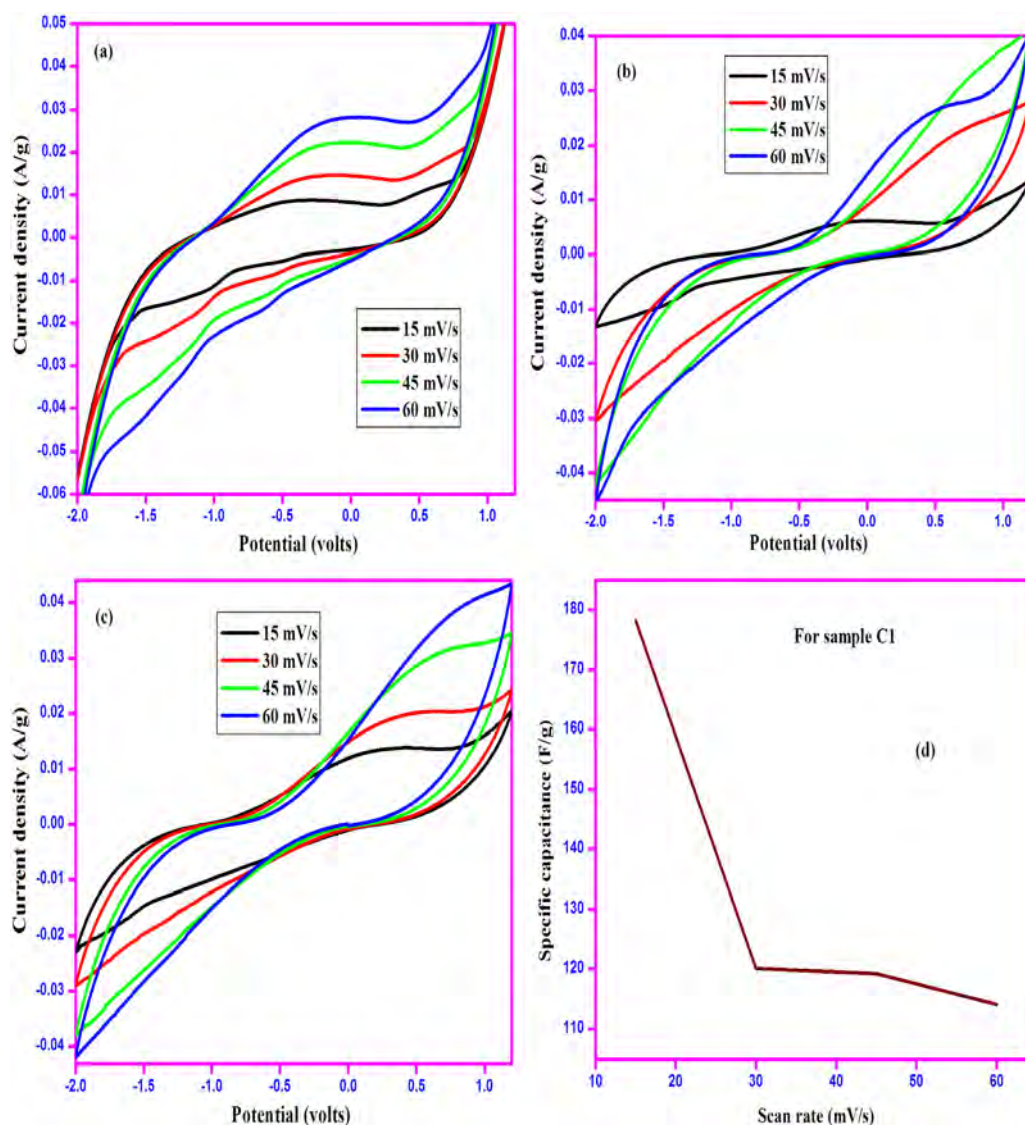 (a)
0.05
0.04
0.03
0.02
0.01
0.00
-0.01
-0.02
-0.03
-0.04
-0.05
-0.06
Current density (A/g)
15 mV/s
30 mV/s
45 mV/s
60 mV/s
-2.0 -1.5 -1.0 -0.5 0.0 0.5 1.0
Potential (volts)
(b)
0.04
0.03
0.02
0.01
0.00
-0.01
-0.02
-0.03
-0.04
Current density (A/g)
15 mV/s
30 mV/s
45 mV/s
60 mV/s
-2.0 -1.5 -1.0 -0.5 0.0 0.5 1.0
Potential (volts)
(c)
0.04
0.03
0.02
0.01
0.00
-0.01
-0.02
-0.03
-0.04
Current density (A/g)
15 mV/s
30 mV/s
45 mV/s
60 mV/s
-2.0 -1.5 -1.0 -0.5 0.0 0.5 1.0
Potential (volts)
For sample C1
(d)
180
170
160
150
140
130
120
110
Specific capacitance (F/g)
10 20 30 40 50 60
Scan rate (mV/s)